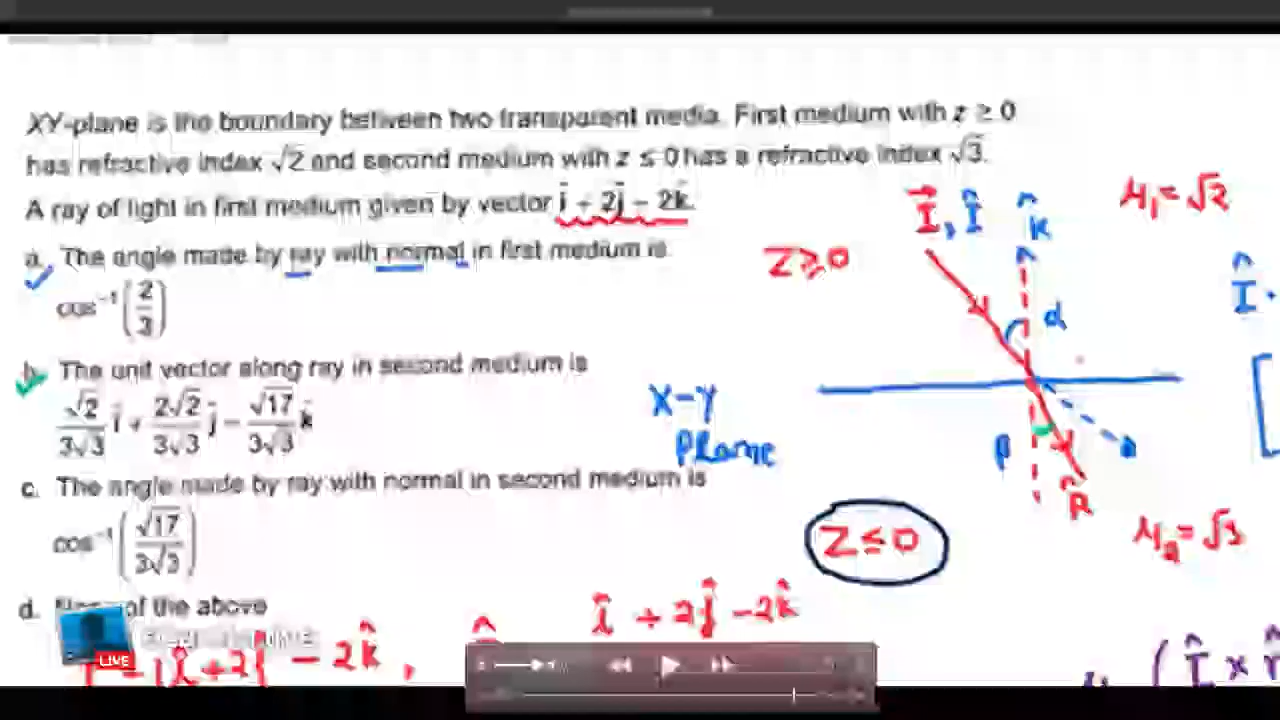 XY-plane is the boundary between two transparent media. First medium with z ≥ 0
has refractive index √2 and second medium with z ≤ 0 has a refractive index √3.
A ray of light in first medium given by vector î + 2ĵ − 2k̂.
a. The angle made by ray with normal in first medium is
cos⁻¹(2/3)
b. The unit vector along ray in second medium is
√2/3√3 î + 2√2/3√3 ĵ − √17/3√3 k̂
c. The angle made by ray with normal in second medium is
cos⁻¹(√17/3√3)
d. None of the above
I⃗, Î
k̂
μ₁ = √2
Z ≥ 0
α
Î ·
X-Y
Plane
β
R̂
Z ≤ 0
μ₂ = √3
î + 2ĵ − 2k̂
1î + 2ĵ − 2k̂,
(Î ×
LIVE